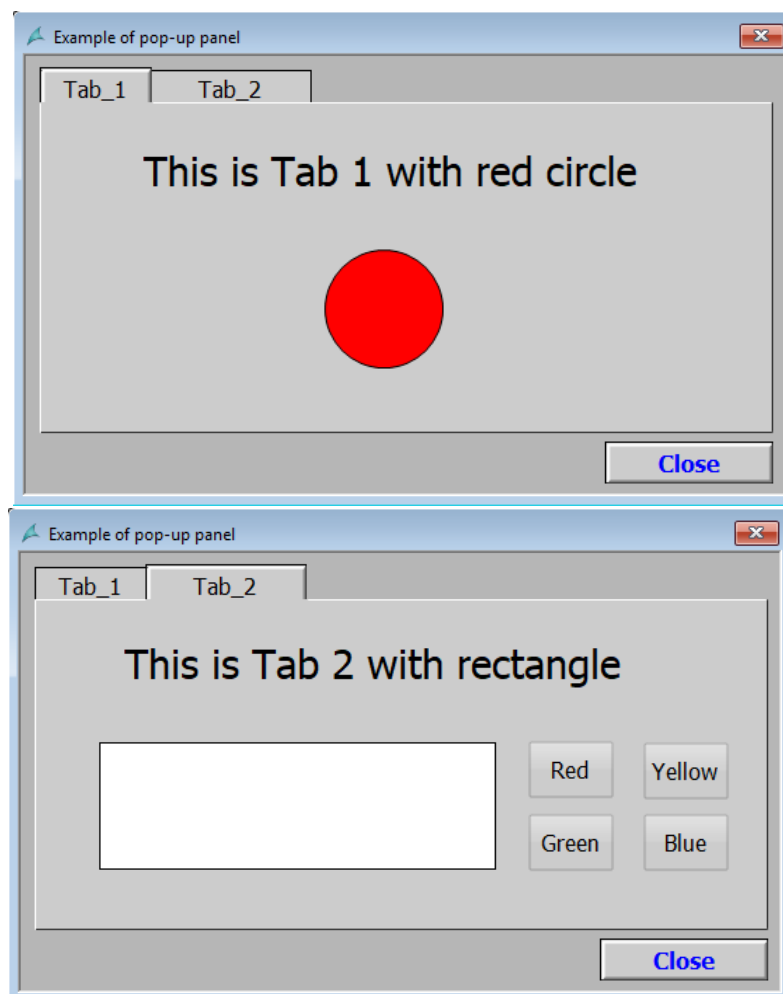 Example of pop-up panel
Tab_1 Tab_2
This is Tab 1 with red circle
Close
Example of pop-up panel
Tab_1 Tab_2
This is Tab 2 with rectangle
Red Yellow
Green Blue
Close